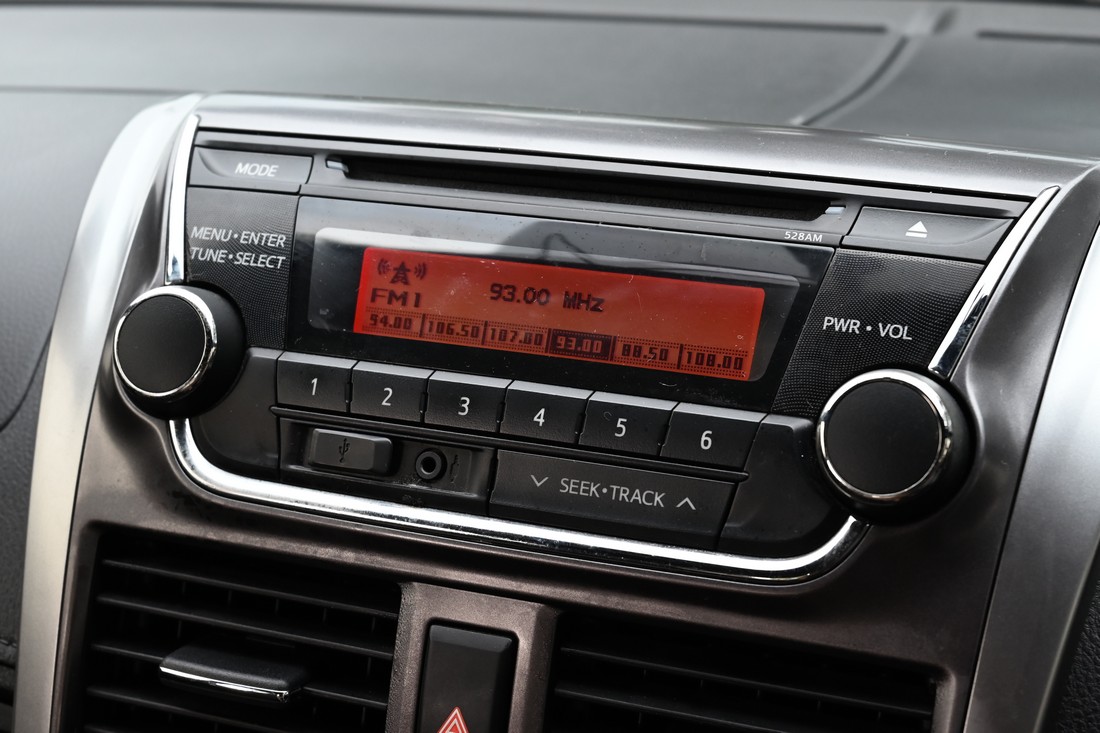 MODE
528AM
MENU•ENTER
TUNE•SELECT
PWR • VOL
FM1
93.00 MHz
94.00 106.50 107.00 93.00 88.50 108.00
1 2 3 4 5 6
SEEK•TRACK